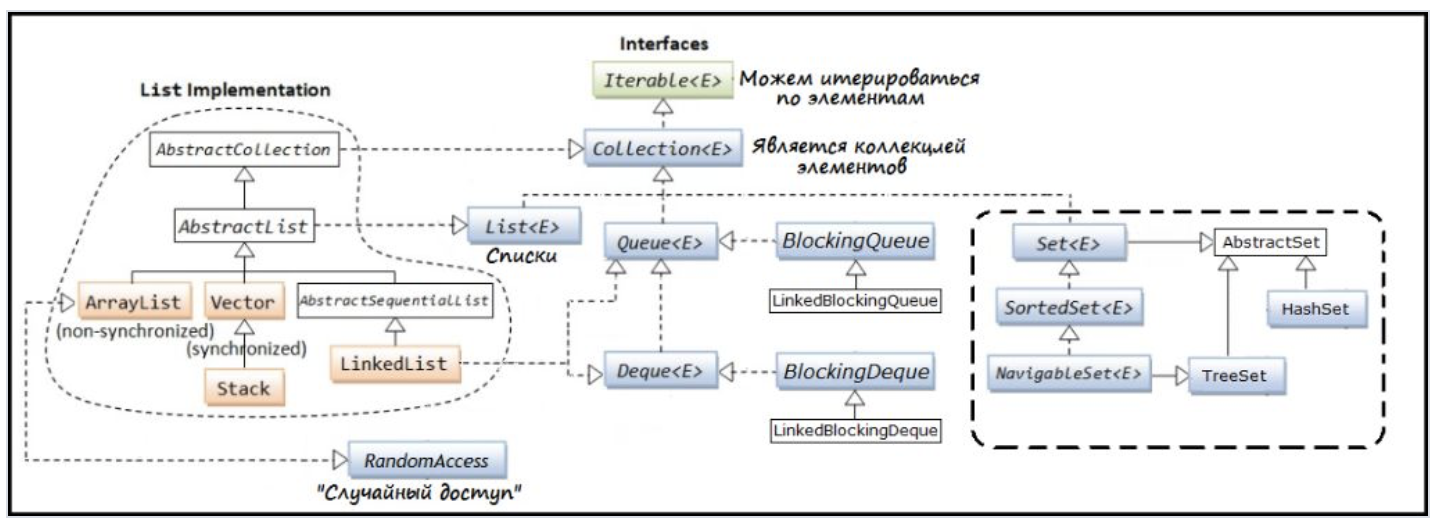 Interfaces
Iterable<E>
Можем итерироваться
по элементам
List Implementation
AbstractCollection
Collection<E>
Является коллекцией
элементов
AbstractList
List<E>
Списки
Queue<E>
BlockingQueue
LinkedBlockingQueue
Set<E>
AbstractSet
ArrayList
(non-synchronized)
Vector
(synchronized)
AbstractSequentialList
SortedSet<E>
HashSet
Stack
LinkedList
Deque<E>
BlockingDeque
LinkedBlockingDeque
NavigableSet<E>
TreeSet
RandomAccess
"Случайный доступ"